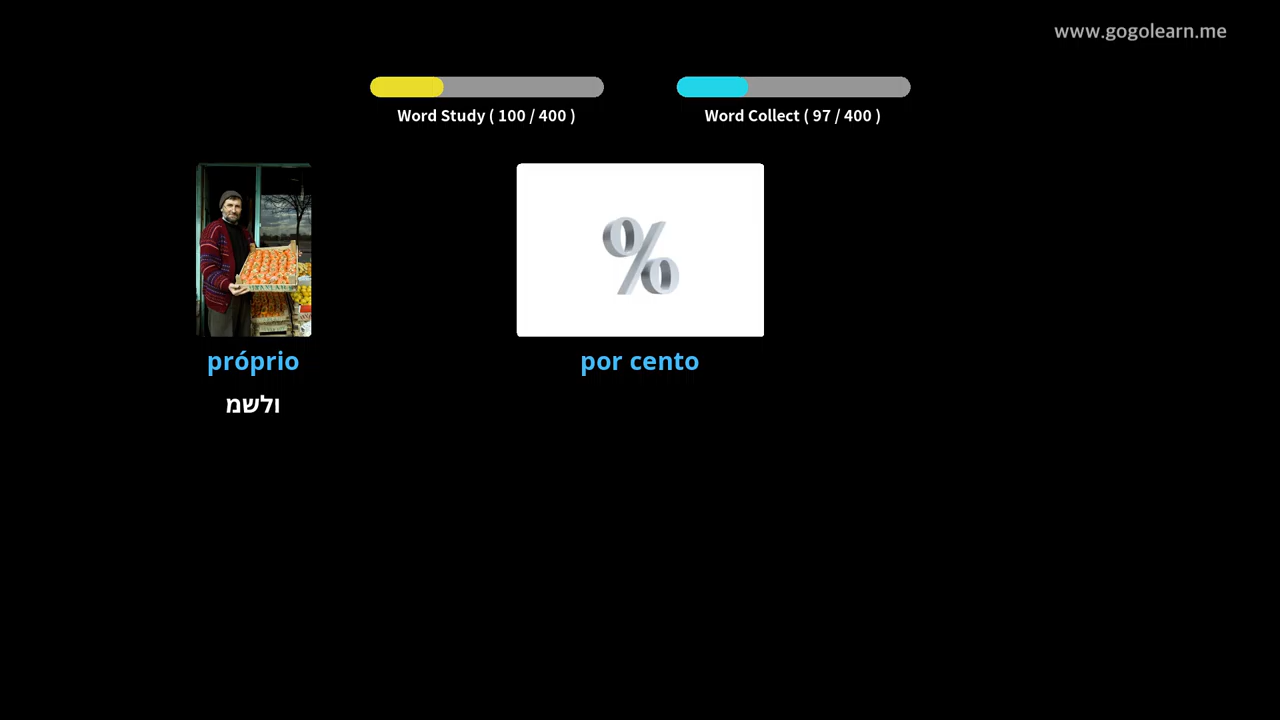 www.gogolearn.me
Word Study ( 100 / 400 )
Word Collect ( 97 / 400 )
próprio
ולשמ
por cento